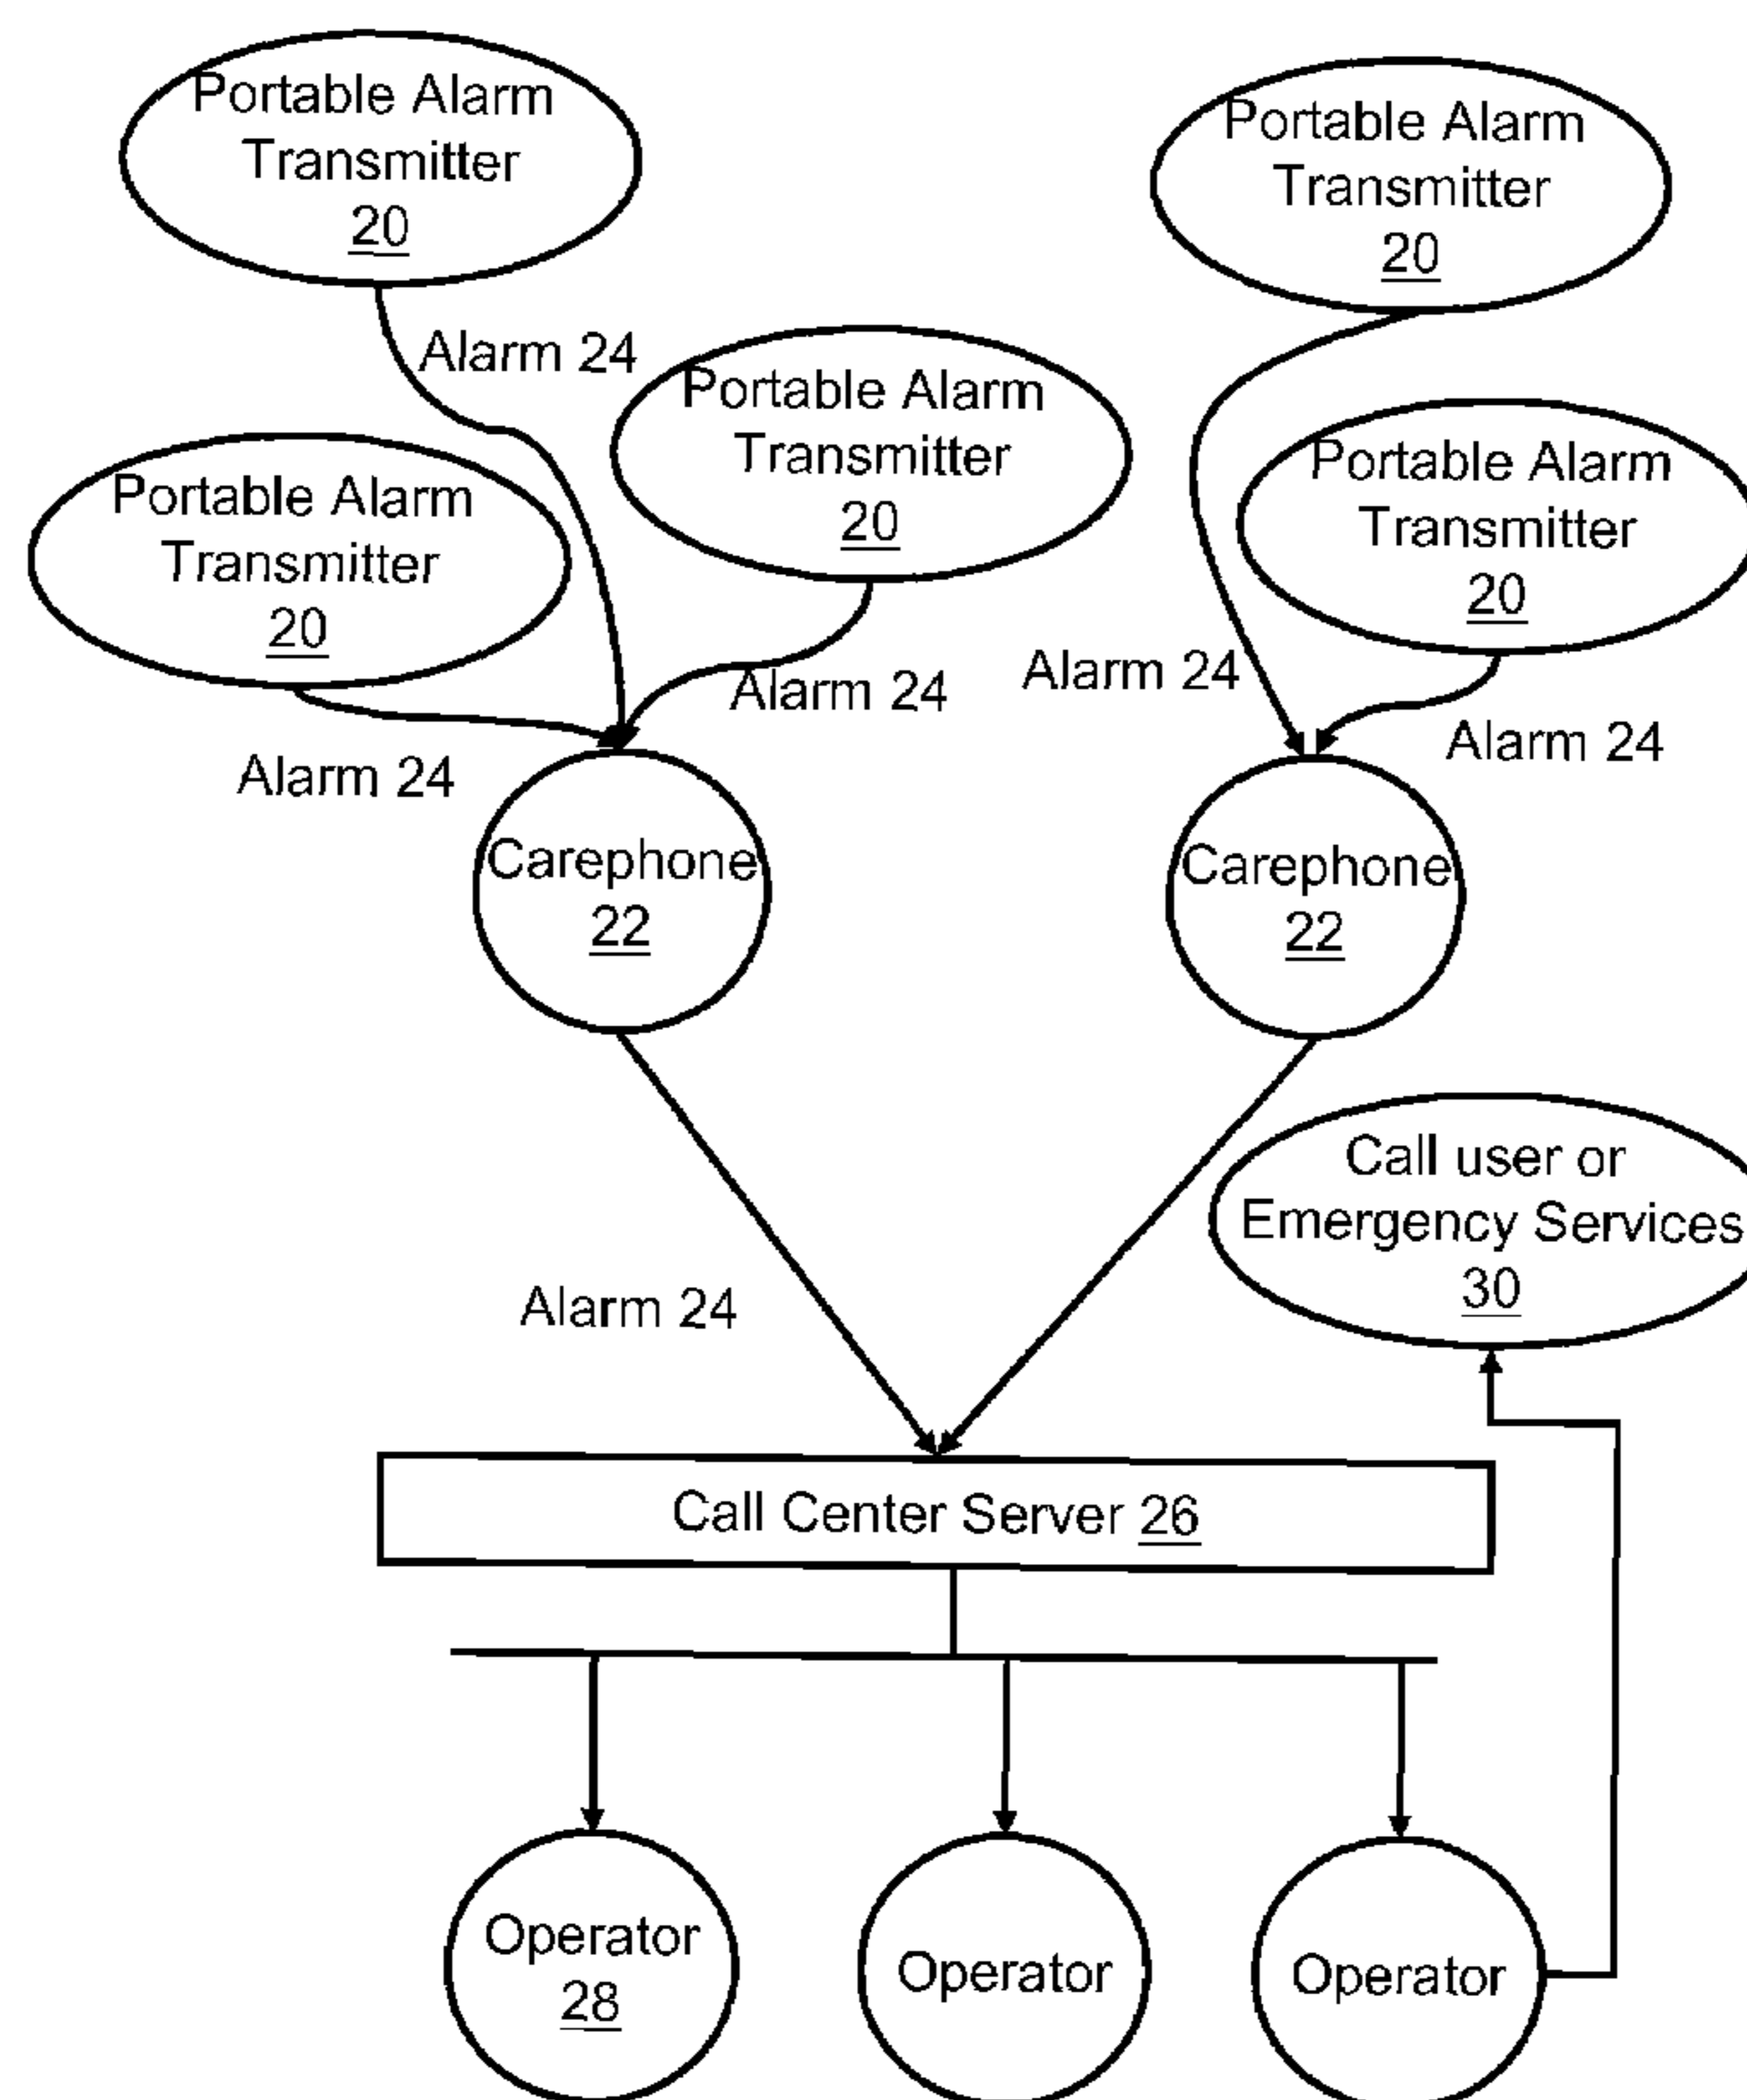 Portable Alarm
Transmitter
20
Portable Alarm
Transmitter
20
Alarm 24
Portable Alarm
Transmitter
20
Portable Alarm
Transmitter
20
Portable Alarm
Transmitter
20
Alarm 24
Alarm 24
Alarm 24
Alarm 24
Carephone
22
Carephone
22
Call user or
Emergency Services
30
Alarm 24
Call Center Server 26
Operator
28
Operator
Operator